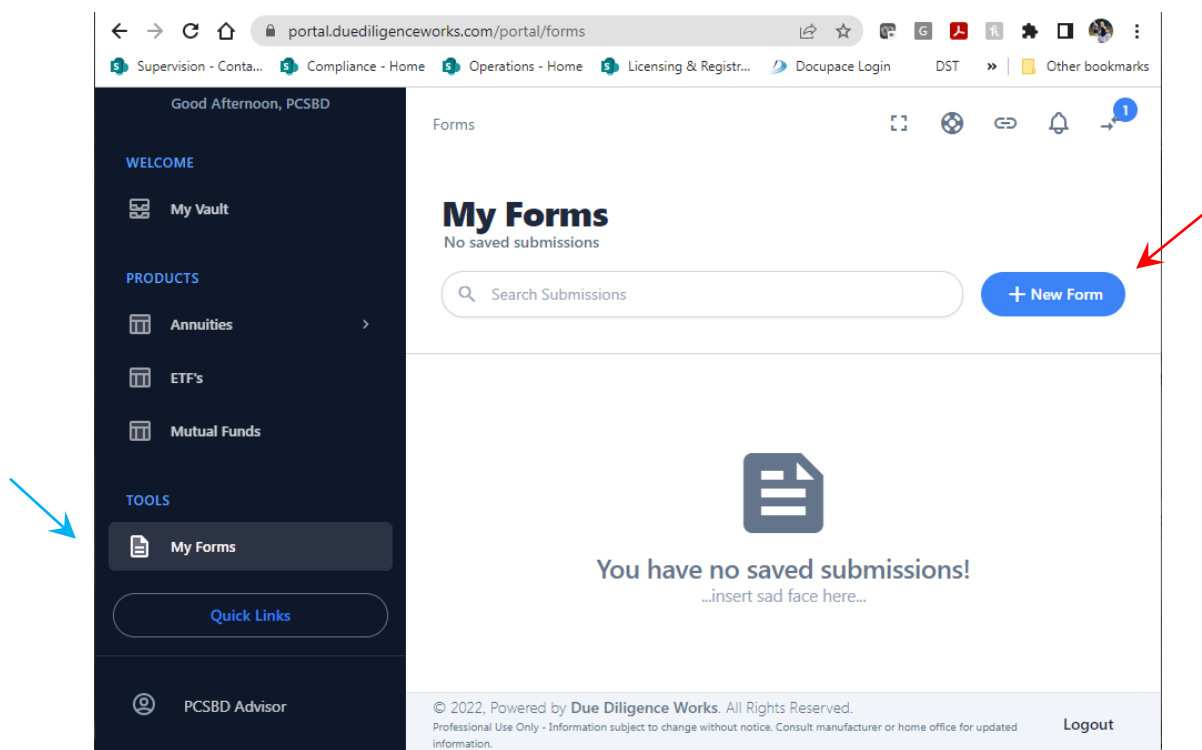 portal.duediligenceworks.com/portal/forms
Supervision - Conta... Compliance - Home Operations - Home Licensing & Registr... Docupace Login DST » Other bookmarks
Good Afternoon, PCSBD
WELCOME
My Vault
PRODUCTS
Annuities
ETF's
Mutual Funds
TOOLS
My Forms
Quick Links
PCSBD Advisor
Forms
1
My Forms
No saved submissions
Search Submissions
+ New Form
You have no saved submissions!
...insert sad face here...
© 2022, Powered by Due Diligence Works. All Rights Reserved.
Professional Use Only - Information subject to change without notice. Consult manufacturer or home office for updated
information.
Logout